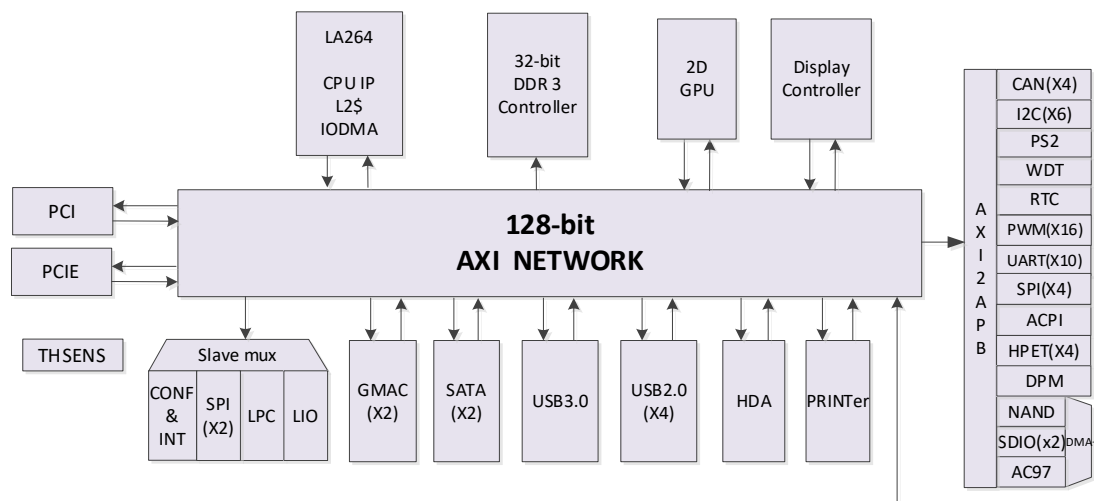 LA264
CPU IP
L2$
IODMA
32-bit
DDR 3
Controller
2D
GPU
Display
Controller
PCI
PCIE
128-bit
AXI NETWORK
THSENS
Slave mux
CONF
&
INT
SPI
(X2)
LPC
LIO
GMAC
(X2)
SATA
(X2)
USB3.0
USB2.0
(X4)
HDA
PRINTer
A
X
I
2
A
P
B
CAN(X4)
I2C(X6)
PS2
WDT
RTC
PWM(X16)
UART(X10)
SPI(X4)
ACPI
HPET(X4)
DPM
NAND
SDIO(x2)
AC97
DMA